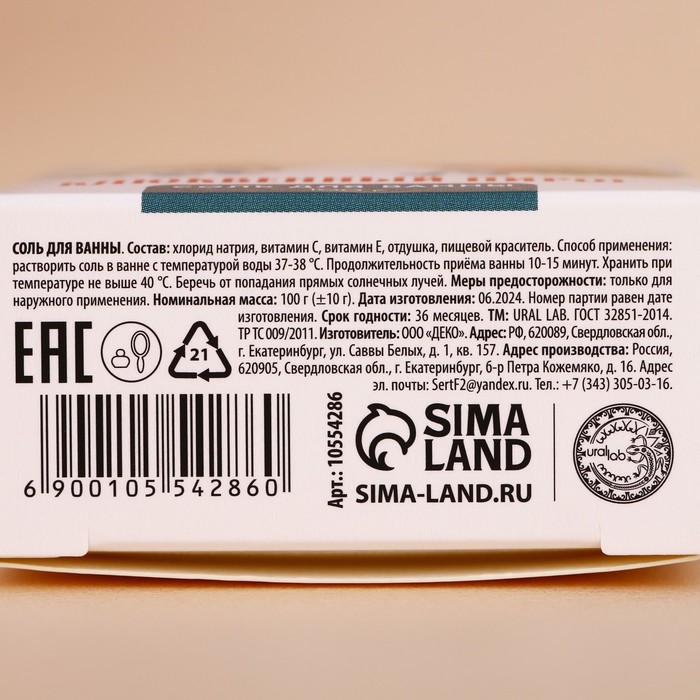 СОЛЬ ДЛЯ ВАННЫ
СОЛЬ ДЛЯ ВАННЫ. Состав: хлорид натрия, витамин С, витамин Е, отдушка, пищевой краситель. Способ применения:
растворить соль в ванне с температурой воды 37-38 °С. Продолжительность приёма ванны 10-15 минут. Хранить при
температуре не выше 40 °С. Беречь от попадания прямых солнечных лучей. Меры предосторожности: только для
наружного применения. Номинальная масса: 100 г (±10 г). Дата изготовления: 06.2024. Номер партии равен дате
изготовления. Срок годности: 36 месяцев. ТМ: URAL LAB. ГОСТ 32851-2014.
ТР ТС 009/2011. Изготовитель: ООО «ДЕКО». Адрес: РФ, 620089, Свердловская обл.,
г. Екатеринбург, ул. Саввы Белых, д. 1, кв. 157. Адрес производства: Россия,
620905, Свердловская обл., г. Екатеринбург, б-р Петра Кожемяко, д. 16.
эл. почты: SertF2@yandex.ru. Тел.: +7 (343) 305-03-16.
EAC
21
6 900105 542860
Арт.: 10554286
SIMA
LAND
SIMA-LAND.RU
ural lab